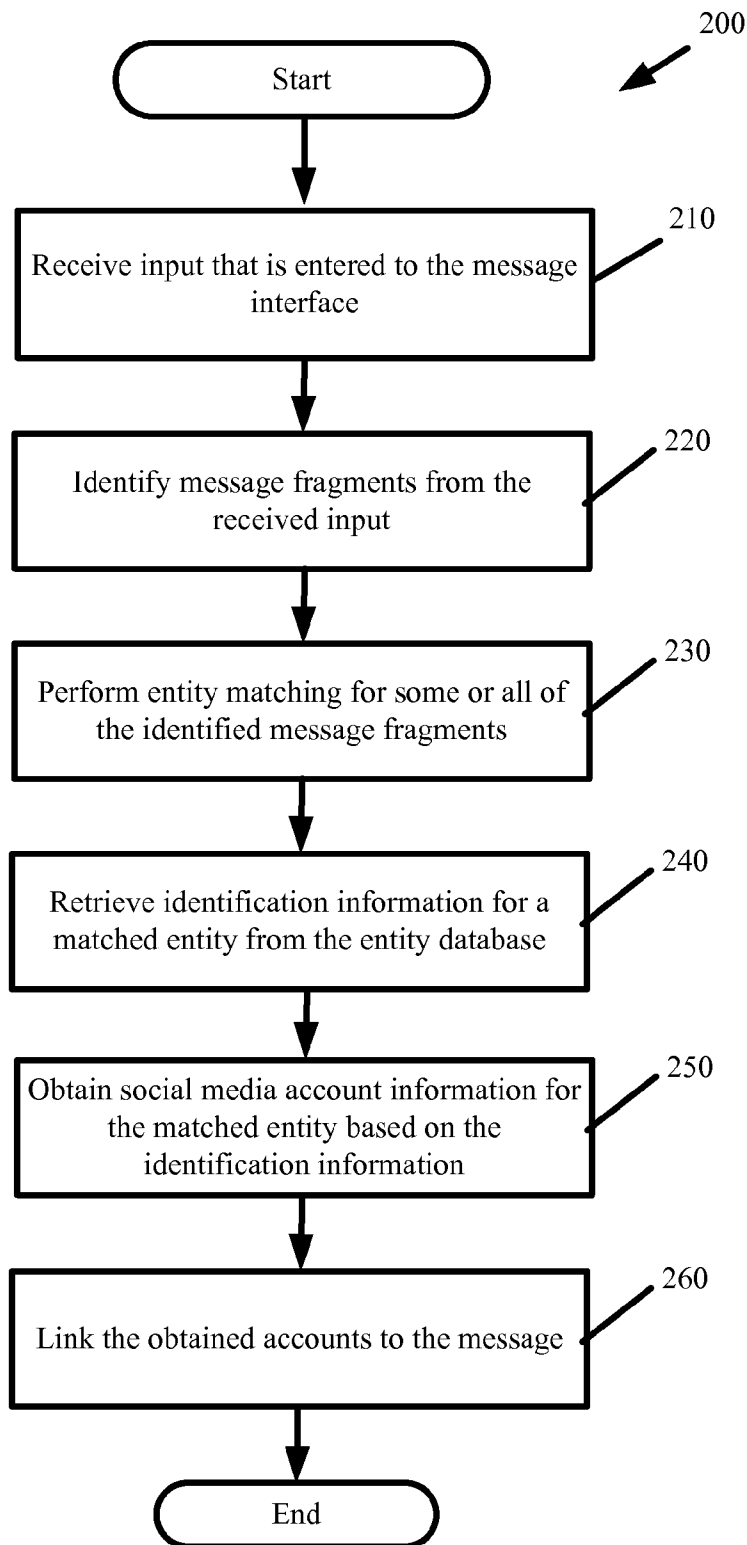 200
Start
210
Receive input that is entered to the message
interface
220
Identify message fragments from the
received input
230
Perform entity matching for some or all of
the identified message fragments
240
Retrieve identification information for a
matched entity from the entity database
250
Obtain social media account information for
the matched entity based on the
identification information
260
Link the obtained accounts to the message
End